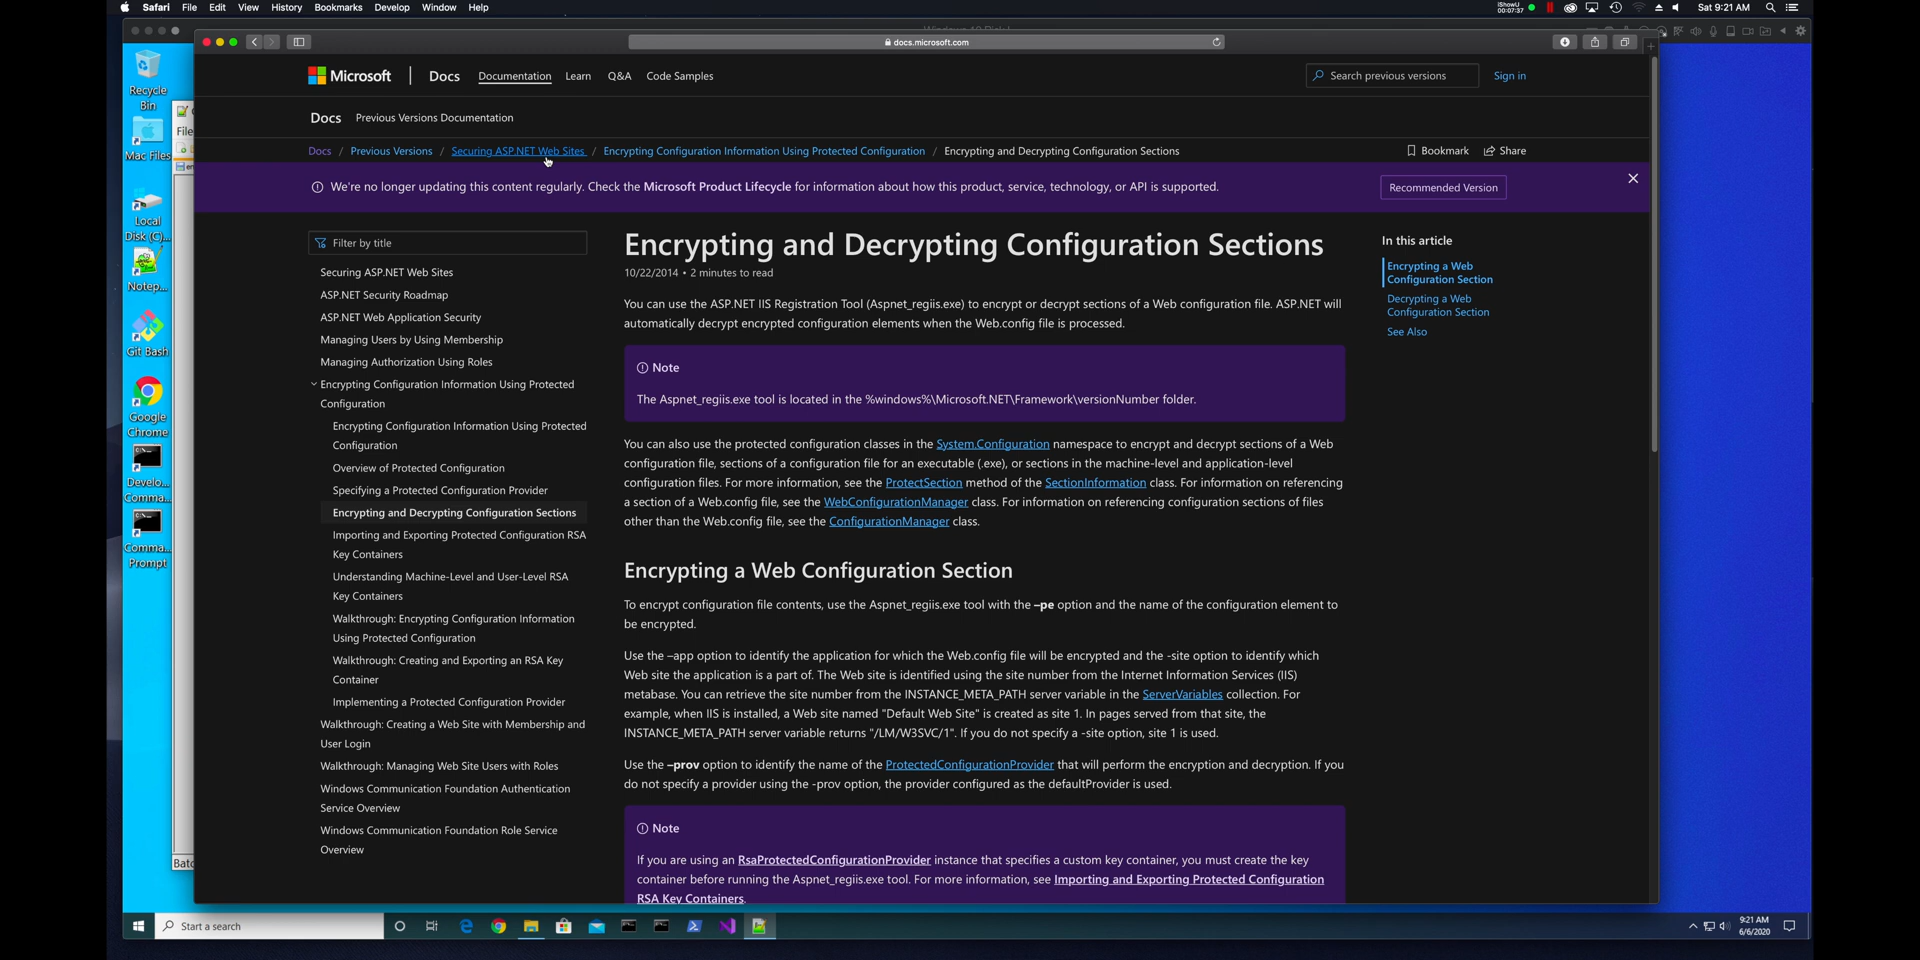 Safari File Edit View History Bookmarks Develop Window Help
iShowU
00:07:37
Sat 9:21 AM
docs.microsoft.com
Microsoft Docs Documentation Learn Q&A Code Samples
Search previous versions
Sign in
Docs Previous Versions Documentation
Docs / Previous Versions / Securing ASP.NET Web Sites / Encrypting Configuration Information Using Protected Configuration / Encrypting and Decrypting Configuration Sections
Bookmark Share
We're no longer updating this content regularly. Check the Microsoft Product Lifecycle for information about how this product, service, technology, or API is supported.
Recommended Version
Recycle
Bin
Mac Files
Local
Disk (C)...
Notep...
Git Bash
Google
Chrome
Develo...
Comma...
Comma...
Prompt
File
Batc
Filter by title
Securing ASP.NET Web Sites
ASP.NET Security Roadmap
ASP.NET Web Application Security
Managing Users by Using Membership
Managing Authorization Using Roles
Encrypting Configuration Information Using Protected
Configuration
Encrypting Configuration Information Using Protected
Configuration
Overview of Protected Configuration
Specifying a Protected Configuration Provider
Encrypting and Decrypting Configuration Sections
Importing and Exporting Protected Configuration RSA
Key Containers
Understanding Machine-Level and User-Level RSA
Key Containers
Walkthrough: Encrypting Configuration Information
Using Protected Configuration
Walkthrough: Creating and Exporting an RSA Key
Container
Implementing a Protected Configuration Provider
Walkthrough: Creating a Web Site with Membership and
User Login
Walkthrough: Managing Web Site Users with Roles
Windows Communication Foundation Authentication
Service Overview
Windows Communication Foundation Role Service
Overview
Encrypting and Decrypting Configuration Sections
10/22/2014 • 2 minutes to read
You can use the ASP.NET IIS Registration Tool (Aspnet_regiis.exe) to encrypt or decrypt sections of a Web configuration file. ASP.NET will
automatically decrypt encrypted configuration elements when the Web.config file is processed.
Note
The Aspnet_regiis.exe tool is located in the %windows%\Microsoft.NET\Framework\versionNumber folder.
You can also use the protected configuration classes in the System.Configuration namespace to encrypt and decrypt sections of a Web
configuration file, sections of a configuration file for an executable (.exe), or sections in the machine-level and application-level
configuration files. For more information, see the ProtectSection method of the SectionInformation class. For information on referencing
a section of a Web.config file, see the WebConfigurationManager class. For information on referencing configuration sections of files
other than the Web.config file, see the ConfigurationManager class.
Encrypting a Web Configuration Section
To encrypt configuration file contents, use the Aspnet_regiis.exe tool with the –pe option and the name of the configuration element to
be encrypted.
Use the –app option to identify the application for which the Web.config file will be encrypted and the -site option to identify which
Web site the application is a part of. The Web site is identified using the site number from the Internet Information Services (IIS)
metabase. You can retrieve the site number from the INSTANCE_META_PATH server variable in the ServerVariables collection. For
example, when IIS is installed, a Web site named "Default Web Site" is created as site 1. In pages served from that site, the
INSTANCE_META_PATH server variable returns "/LM/W3SVC/1". If you do not specify a -site option, site 1 is used.
Use the –prov option to identify the name of the ProtectedConfigurationProvider that will perform the encryption and decryption. If you
do not specify a provider using the -prov option, the provider configured as the defaultProvider is used.
Note
If you are using an RsaProtectedConfigurationProvider instance that specifies a custom key container, you must create the key
container before running the Aspnet_regiis.exe tool. For more information, see Importing and Exporting Protected Configuration
RSA Key Containers.
In this article
Encrypting a Web
Configuration Section
Decrypting a Web
Configuration Section
See Also
Start a search
9:21 AM
6/6/2020